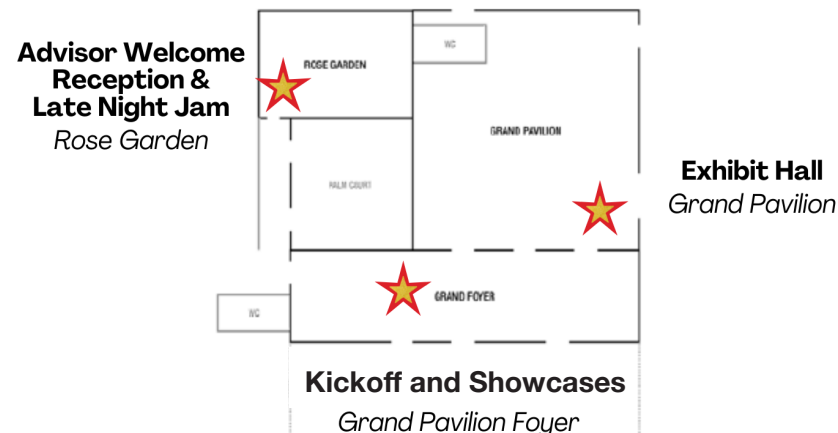 Advisor Welcome
Reception &
Late Night Jam
Rose Garden
ROSE GARDEN
WC
GRAND PAVILION
PALM COURT
Exhibit Hall
Grand Pavilion
GRAND FOYER
WC
Kickoff and Showcases
Grand Pavilion Foyer